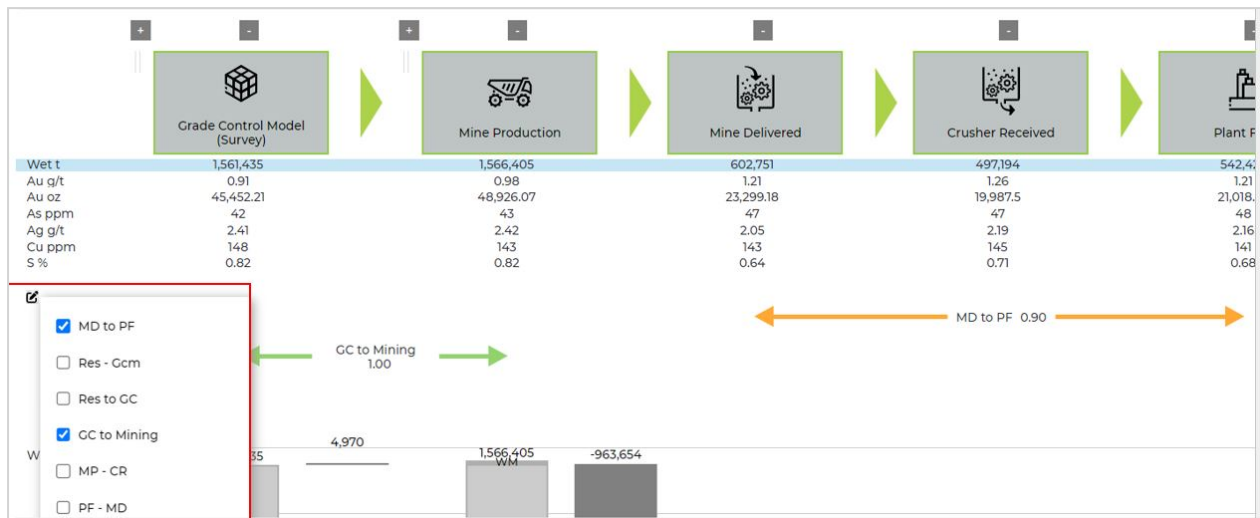 + - + - - - -
Grade Control Model
(Survey)
Mine Production
Mine Delivered
Crusher Received
Plant F
Wet t 1,561,435 1,566,405 602,751 497,194 542,42
Au g/t 0.91 0.98 1.21 1.26 1.21
Au oz 45,452.21 48,926.07 23,299.18 19,987.5 21,018.
As ppm 42 43 47 47 48
Ag g/t 2.41 2.42 2.05 2.19 2.16
Cu ppm 148 143 143 145 141
S % 0.82 0.82 0.64 0.71 0.68
MD to PF 0.90
MD to PF
GC to Mining
1.00
Res - Gcm
Res to GC
GC to Mining
4,970
W 35 1,566,405 -963,654
WM
MP - CR
PF - MD